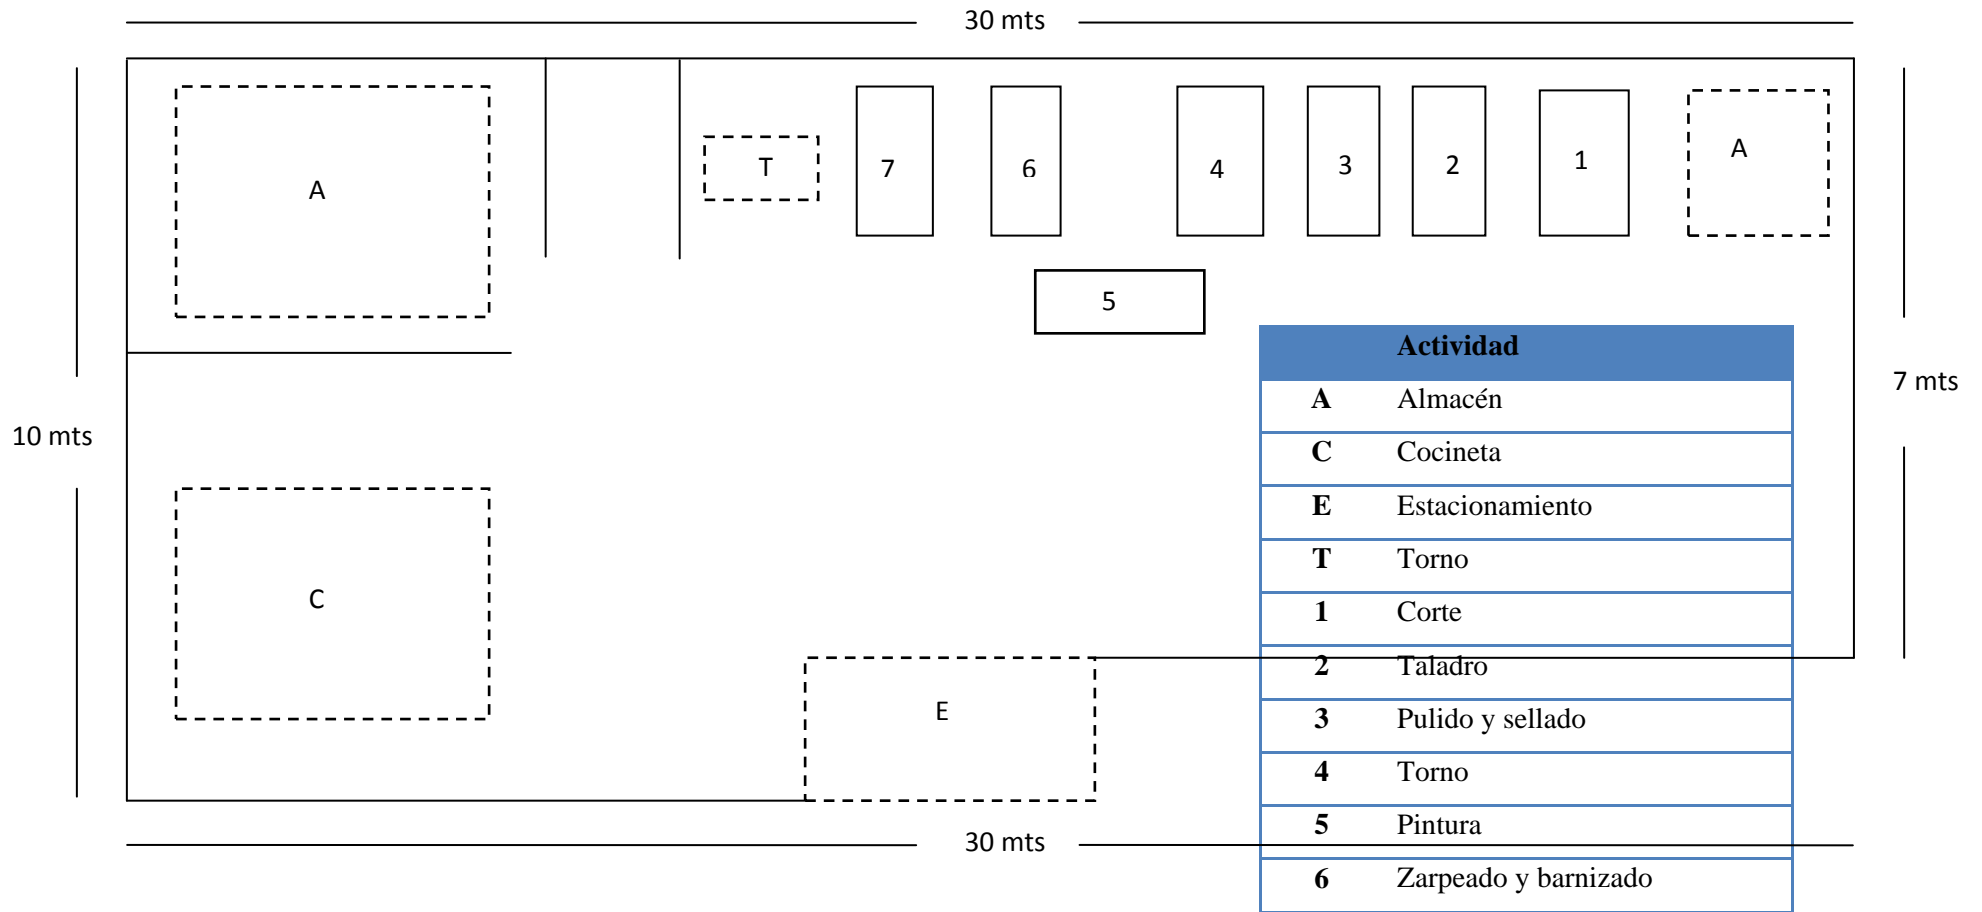 30 mts
A
T
7
6
4
3
2
1
A
5
Actividad
A Almacén
C Cocineta
E Estacionamiento
T Torno
1 Corte
2 Taladro
3 Pulido y sellado
4 Torno
5 Pintura
6 Zarpeado y barnizado
7 mts
10 mts
C
E
30 mts